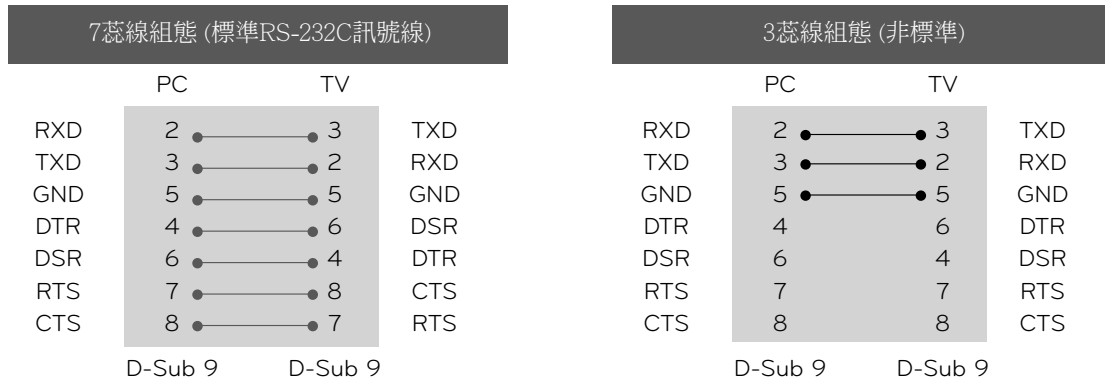 7蕊線組態 (標準RS-232C訊號線)
PC TV
RXD 2 3 TXD
TXD 3 2 RXD
GND 5 5 GND
DTR 4 6 DSR
DSR 6 4 DTR
RTS 7 8 CTS
CTS 8 7 RTS
D-Sub 9 D-Sub 9
3蕊線組態 (非標準)
PC TV
RXD 2 3 TXD
TXD 3 2 RXD
GND 5 5 GND
DTR 4 6 DTR
DSR 6 4 DSR
RTS 7 7 RTS
CTS 8 8 CTS
D-Sub 9 D-Sub 9